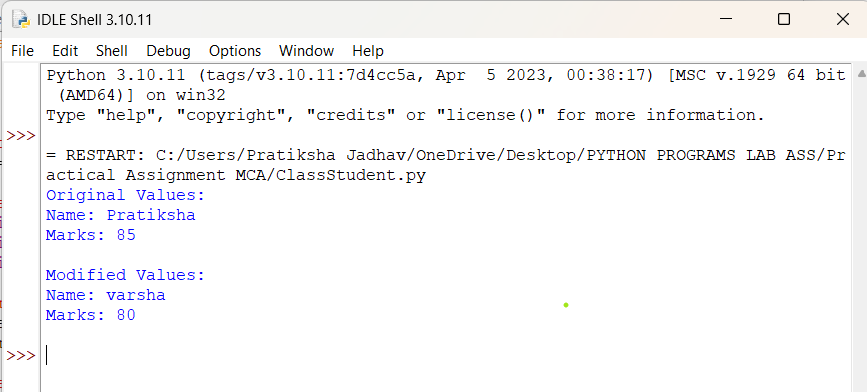 IDLE Shell 3.10.11
File Edit Shell Debug Options Window Help
Python 3.10.11 (tags/v3.10.11:7d4cc5a, Apr  5 2023, 00:38:17) [MSC v.1929 64 bit
 (AMD64)] on win32
Type "help", "copyright", "credits" or "license()" for more information.
>>>
= RESTART: C:/Users/Pratiksha Jadhav/OneDrive/Desktop/PYTHON PROGRAMS LAB ASS/Pr
actical Assignment MCA/ClassStudent.py
Original Values:
Name: Pratiksha
Marks: 85
Modified Values:
Name: varsha
Marks: 80
>>>